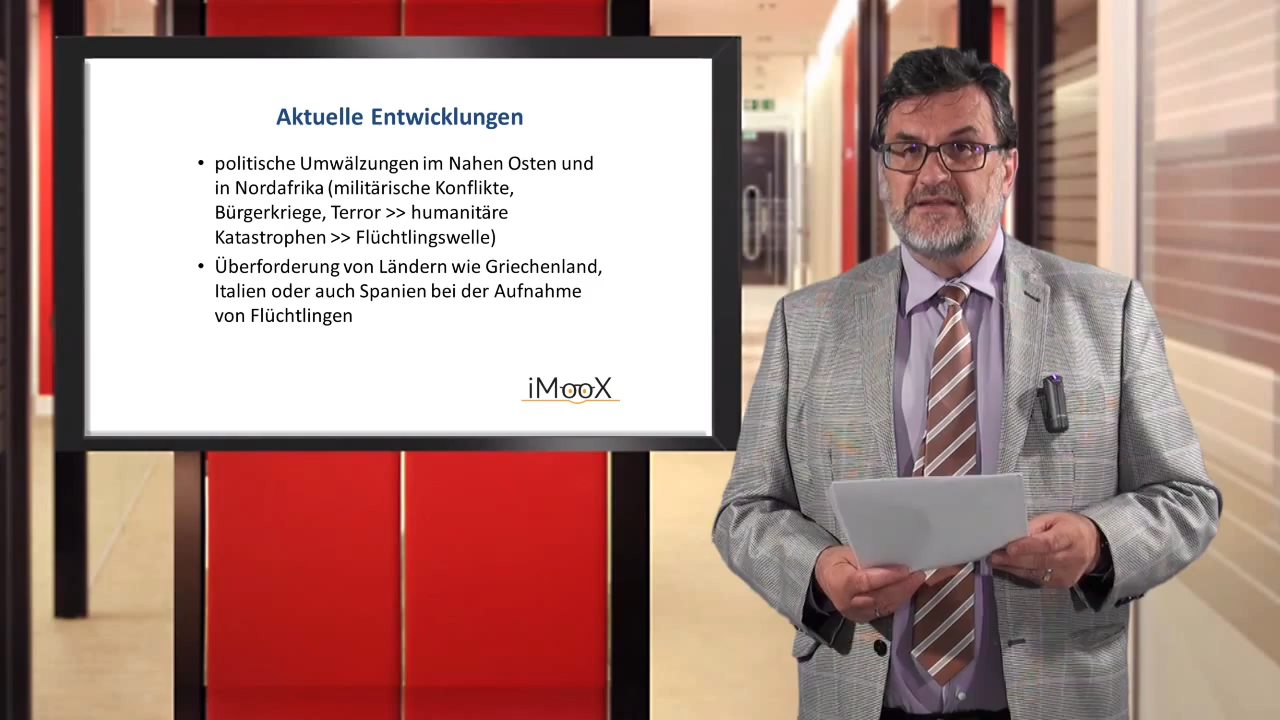 Aktuelle Entwicklungen
• politische Umwälzungen im Nahen Osten und
in Nordafrika (militärische Konflikte,
Bürgerkriege, Terror >> humanitäre
Katastrophen >> Flüchtlingswelle)
• Überforderung von Ländern wie Griechenland,
Italien oder auch Spanien bei der Aufnahme
von Flüchtlingen
iMooX